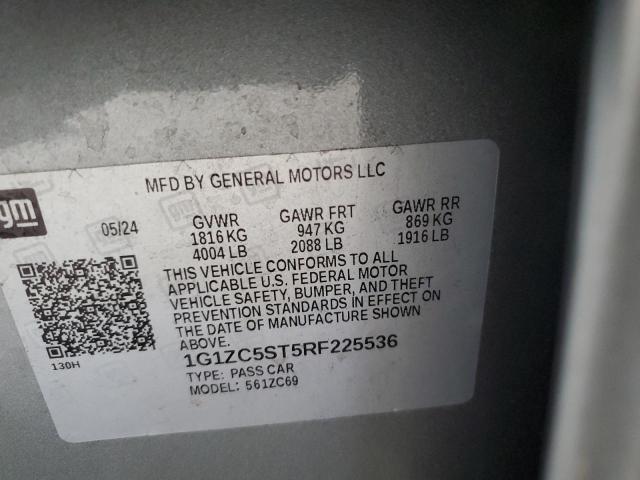 MFD BY GENERAL MOTORS LLC
gm
05/24
GVWR GAWR FRT GAWR RR
1816 KG 947 KG 869 KG
4004 LB 2088 LB 1916 LB
THIS VEHICLE CONFORMS TO ALL
APPLICABLE U.S. FEDERAL MOTOR
VEHICLE SAFETY, BUMPER, AND THEFT
PREVENTION STANDARDS IN EFFECT ON
THE DATE OF MANUFACTURE SHOWN
ABOVE.
130H
1G1ZC5ST5RF225536
TYPE: PASS CAR
MODEL: 561ZC69